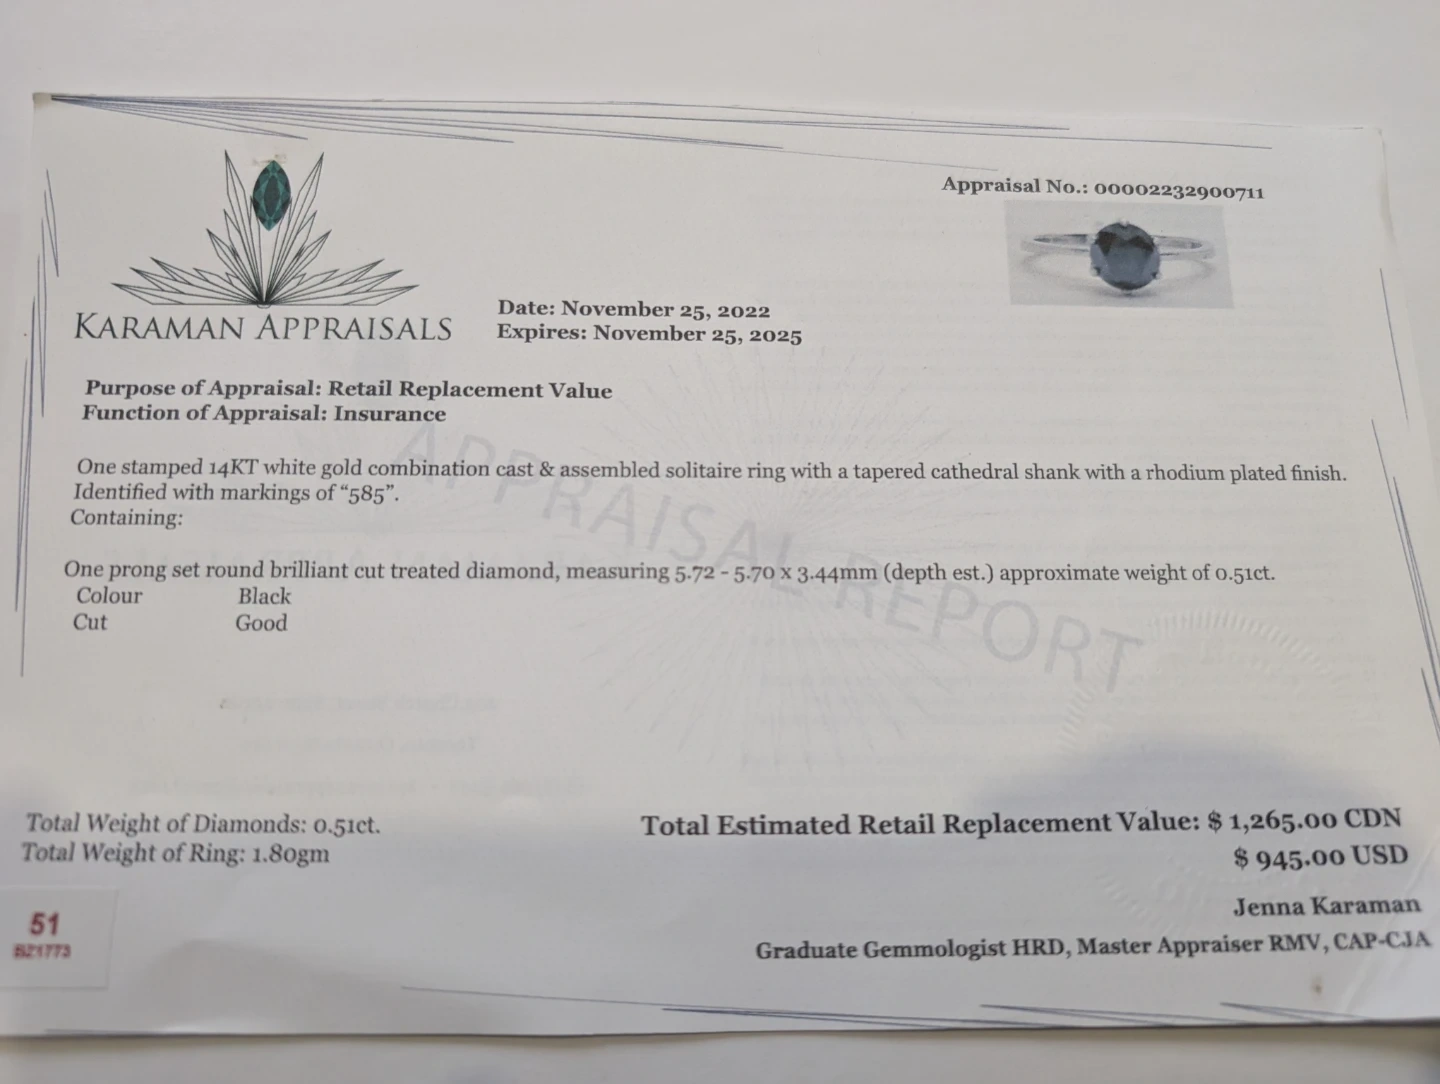 Appraisal No.: 00002232900711
KARAMAN APPRAISALS
Date: November 25, 2022
Expires: November 25, 2025
Purpose of Appraisal: Retail Replacement Value
Function of Appraisal: Insurance
One stamped 14KT white gold combination cast & assembled solitaire ring with a tapered cathedral shank with a rhodium plated finish.
Identified with markings of “585”.
Containing:
APPRAISAL REPORT
One prong set round brilliant cut treated diamond, measuring 5.72 - 5.70 x 3.44mm (depth est.) approximate weight of 0.51ct.
Colour Black
Cut Good
Total Weight of Diamonds: 0.51ct.
Total Weight of Ring: 1.80gm
Total Estimated Retail Replacement Value: $ 1,265.00 CDN
$ 945.00 USD
Jenna Karaman
Graduate Gemmologist HRD, Master Appraiser RMV, CAP-CJA
51
BZ1773